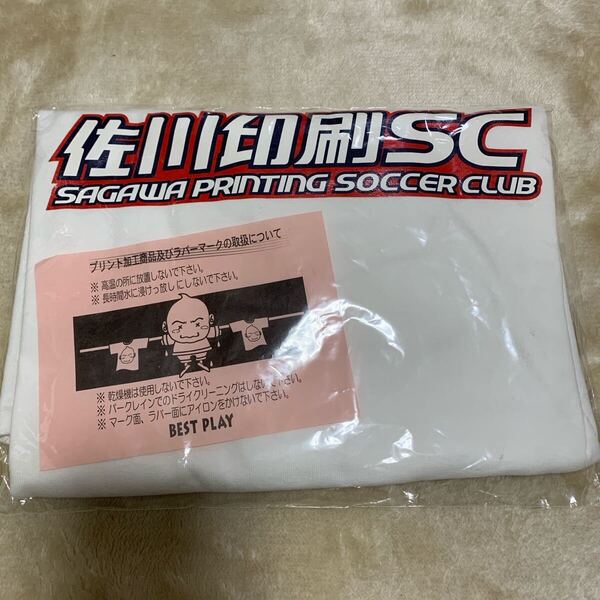 佐川印刷SC
SAGAWA PRINTING SOCCER CLUB
プリント加工商品及びラバーマークの取扱について
※ 高温の所に放置しないで下さい。
※ 長時間水に浸けっ放しにしないで下さい。
※ 乾燥機は使用しないで下さい。
※ パークレインでのドライクリーニングはしないで下さい。
※ マーク面、ラバー面にアイロンをかけないで下さい。
BEST PLAY